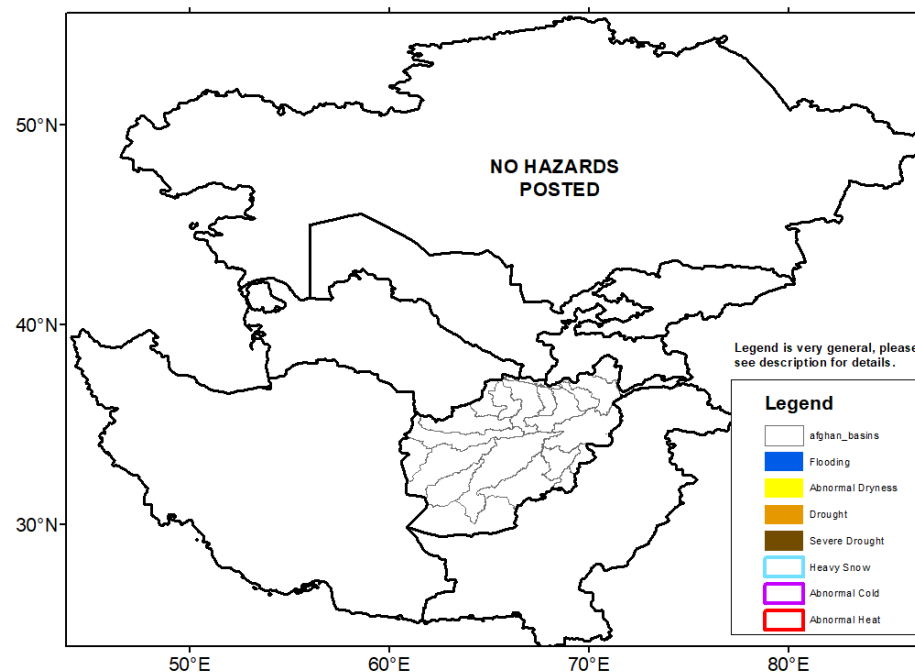 50°N
NO HAZARDS
POSTED
40°N
Legend is very general, please
see description for details.
Legend
afghan_basins
Flooding
Abnormal Dryness
Drought
Severe Drought
Heavy Snow
Abnormal Cold
Abnormal Heat
30°N
50°E
60°E
70°E
80°E